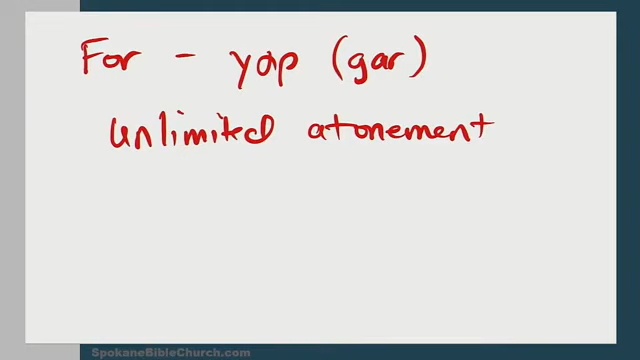 For - γαρ (gar)
unlimited atonement
SpokaneBibleChurch.com